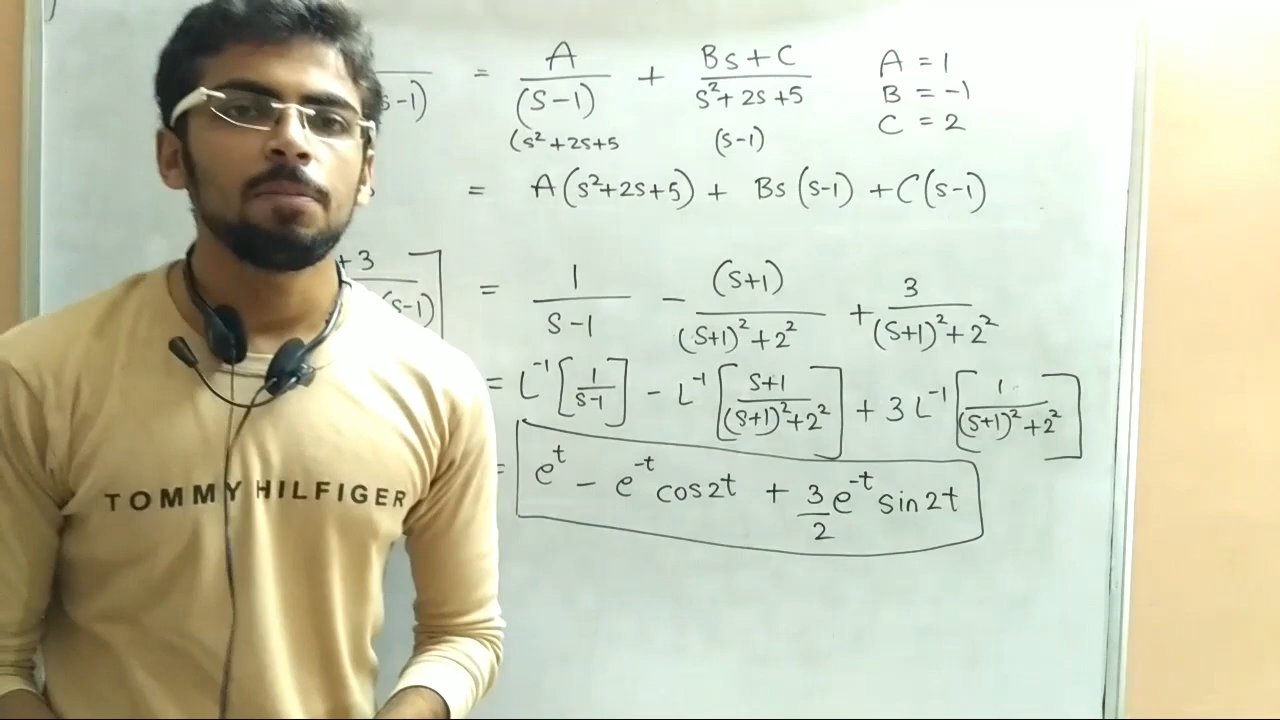 s-1) = A/(S-1) + Bs+C/s²+2s+5 A = 1
B = -1
(s²+2s+5 (s-1) C = 2
= A(s²+2s+5) + Bs(s-1) + C(s-1)
+3/(s-1)] = 1/S-1 - (s+1)/(s+1)²+2² + 3/(s+1)²+2²
= L⁻¹[1/s-1] - L⁻¹[s+1/(s+1)²+2²] + 3L⁻¹[1/(s+1)²+2²]
= eᵗ - e⁻ᵗ cos2t + 3/2 e⁻ᵗ sin2t
TOMMY HILFIGER